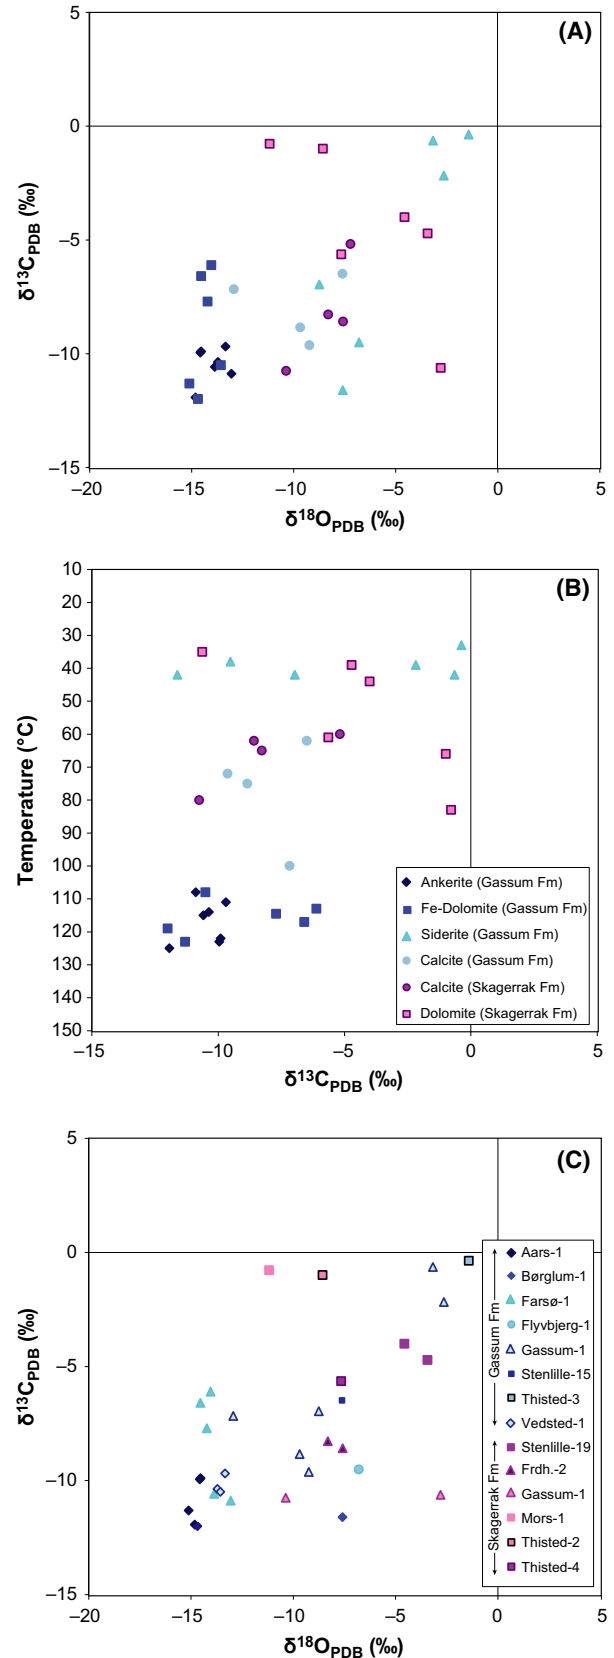 (A)
5
0
–5
–10
–15
δ13CPDB (‰)
–20 –15 –10 –5 0 5
δ18OPDB (‰)
(B)
10
20
30
40
50
60
70
80
90
100
110
120
130
140
150
Temperature (°C)
Ankerite (Gassum Fm)
Fe-Dolomite (Gassum Fm)
Siderite (Gassum Fm)
Calcite (Gassum Fm)
Calcite (Skagerrak Fm)
Dolomite (Skagerrak Fm)
–15 –10 –5 0 5
δ13CPDB (‰)
(C)
5
0
–5
–10
–15
δ13CPDB (‰)
Gassum Fm
Aars-1
Børglum-1
Farsø-1
Flyvbjerg-1
Gassum-1
Stenlille-15
Thisted-3
Vedsted-1
Skagerrak Fm
Stenlille-19
Frdh.-2
Gassum-1
Mors-1
Thisted-2
Thisted-4
–20 –15 –10 –5 0 5
δ18OPDB (‰)